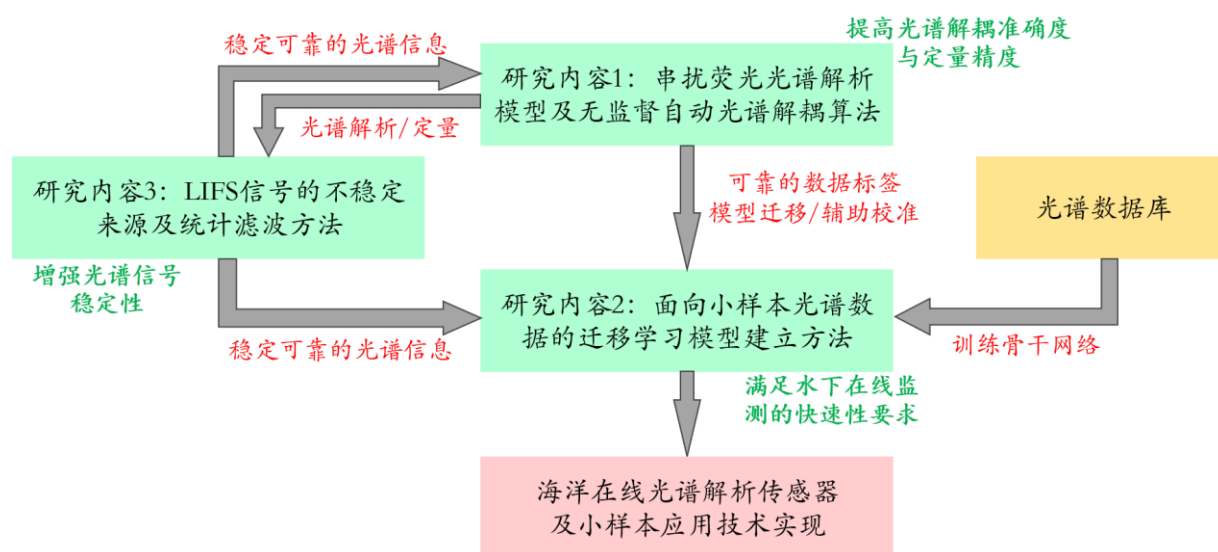 提高光谱解耦准确度
与定量精度
稳定可靠的光谱信息
研究内容1：串扰荧光光谱解析
模型及无监督自动光谱解耦算法
光谱解析/定量
研究内容3：LIFS信号的不稳定
来源及统计滤波方法
可靠的数据标签
模型迁移/辅助校准
光谱数据库
增强光谱信号
稳定性
研究内容2：面向小样本光谱数
据的迁移学习模型建立方法
稳定可靠的光谱信息
训练骨干网络
满足水下在线监
测的快速性要求
海洋在线光谱解析传感器
及小样本应用技术实现